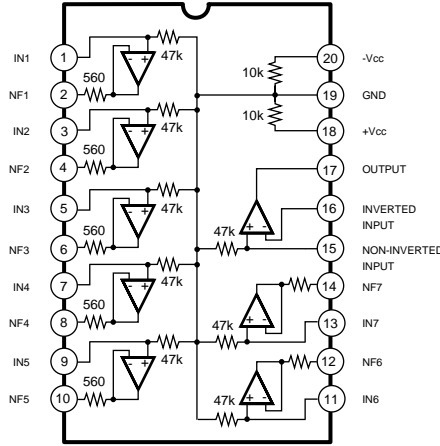 IN1 1 47k 20 -Vcc
560 10k
NF1 2 - + 19 GND
IN2 3 47k 10k
560 18 +Vcc
NF2 4 - + 17 OUTPUT
47k
IN3 5 16 INVERTED
560 INPUT
- + 47k + -
NF3 6 15 NON-INVERTED
INPUT
47k
IN4 7 14 NF7
560
- + 47k + -
NF4 8 13 IN7
47k
IN5 9 12 NF6
560 47k
- + 47k + -
NF5 10 11 IN6